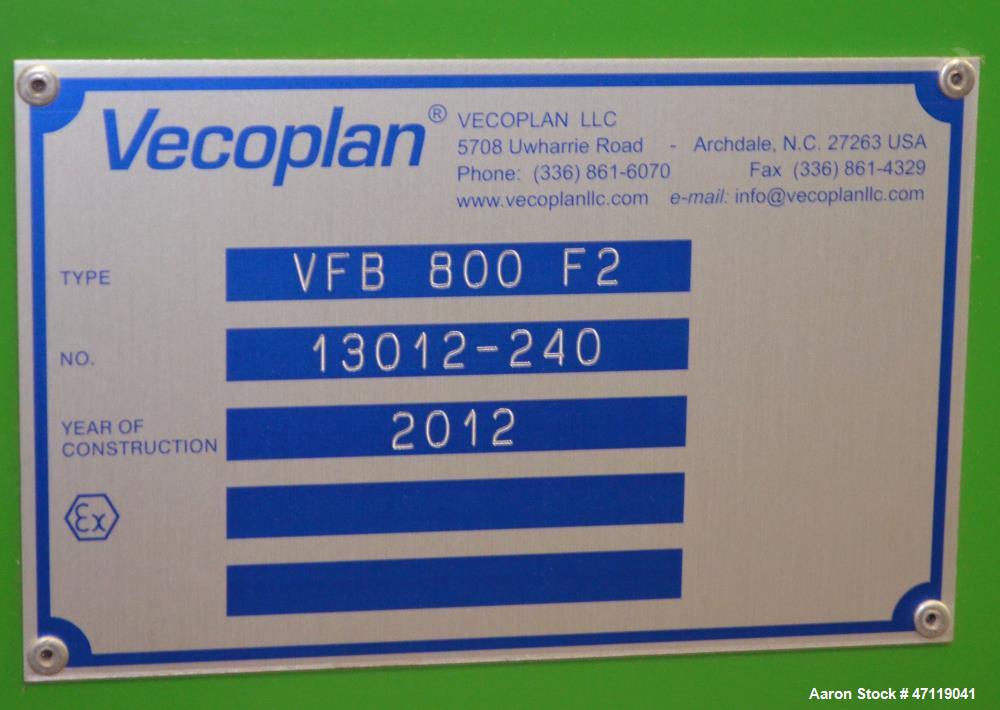 Vecoplan®
VECOPLAN LLC
5708 Uwharrie Road - Archdale, N.C. 27263 USA
Phone: (336) 861-6070 Fax (336) 861-4329
www.vecoplanllc.com e-mail: info@vecoplanllc.com
TYPE VFB 800 F2
NO. 13012-240
YEAR OF
CONSTRUCTION 2012
Ex
Aaron Stock # 47119041